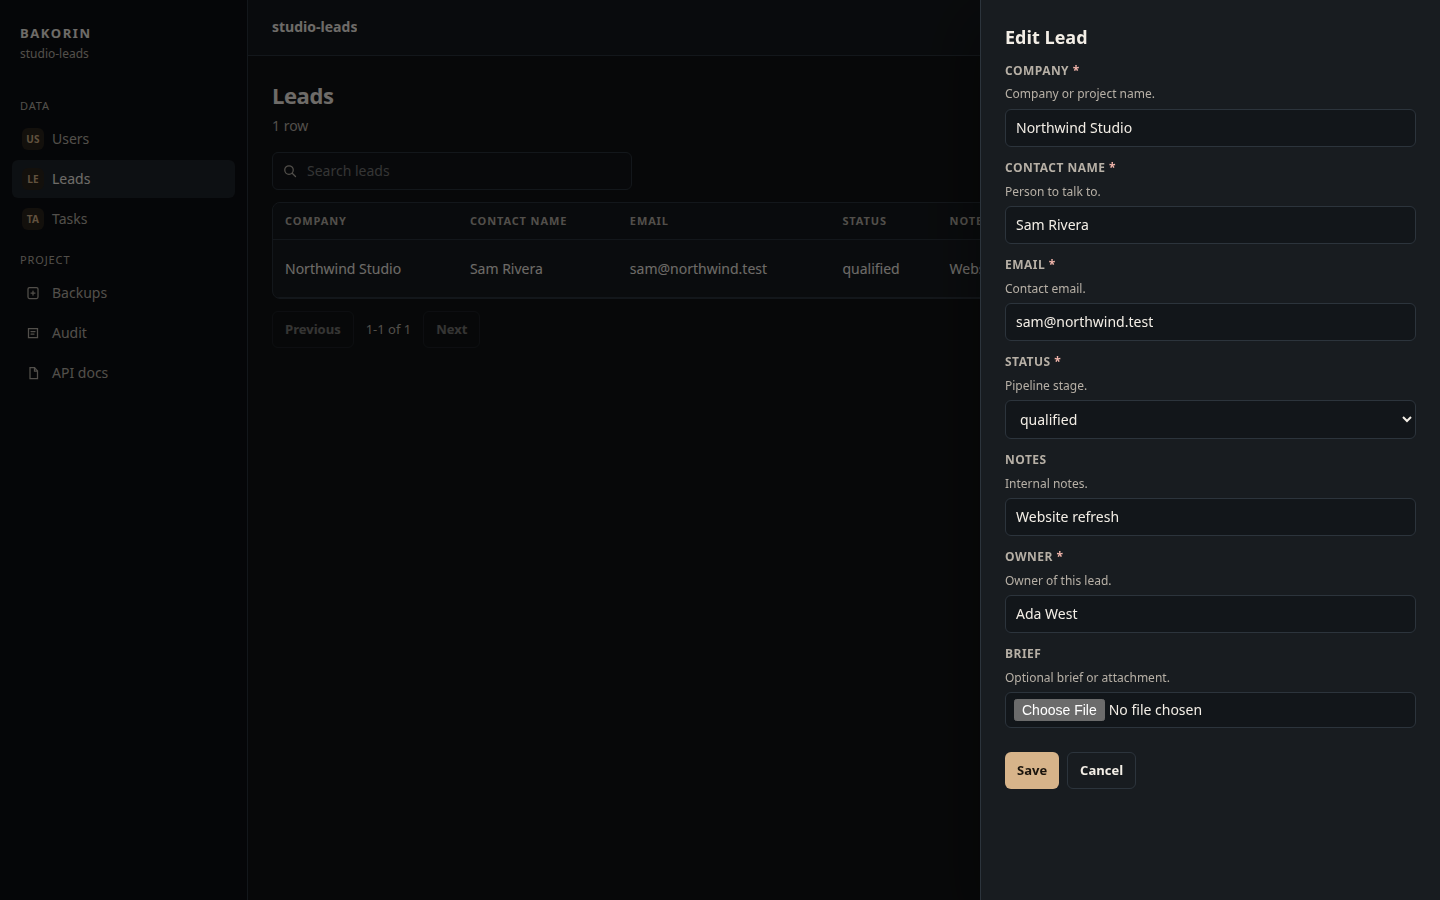 BAKORIN
studio-leads
DATA
US Users
LE Leads
TA Tasks
PROJECT
Backups
Audit
API docs
studio-leads
Leads
1 row
Search leads
COMPANY CONTACT NAME EMAIL STATUS NOTE
Northwind Studio Sam Rivera sam@northwind.test qualified Webs
Previous 1-1 of 1 Next
Edit Lead
COMPANY *
Company or project name.
Northwind Studio
CONTACT NAME *
Person to talk to.
Sam Rivera
EMAIL *
Contact email.
sam@northwind.test
STATUS *
Pipeline stage.
qualified
NOTES
Internal notes.
Website refresh
OWNER *
Owner of this lead.
Ada West
BRIEF
Optional brief or attachment.
Choose File No file chosen
Save Cancel